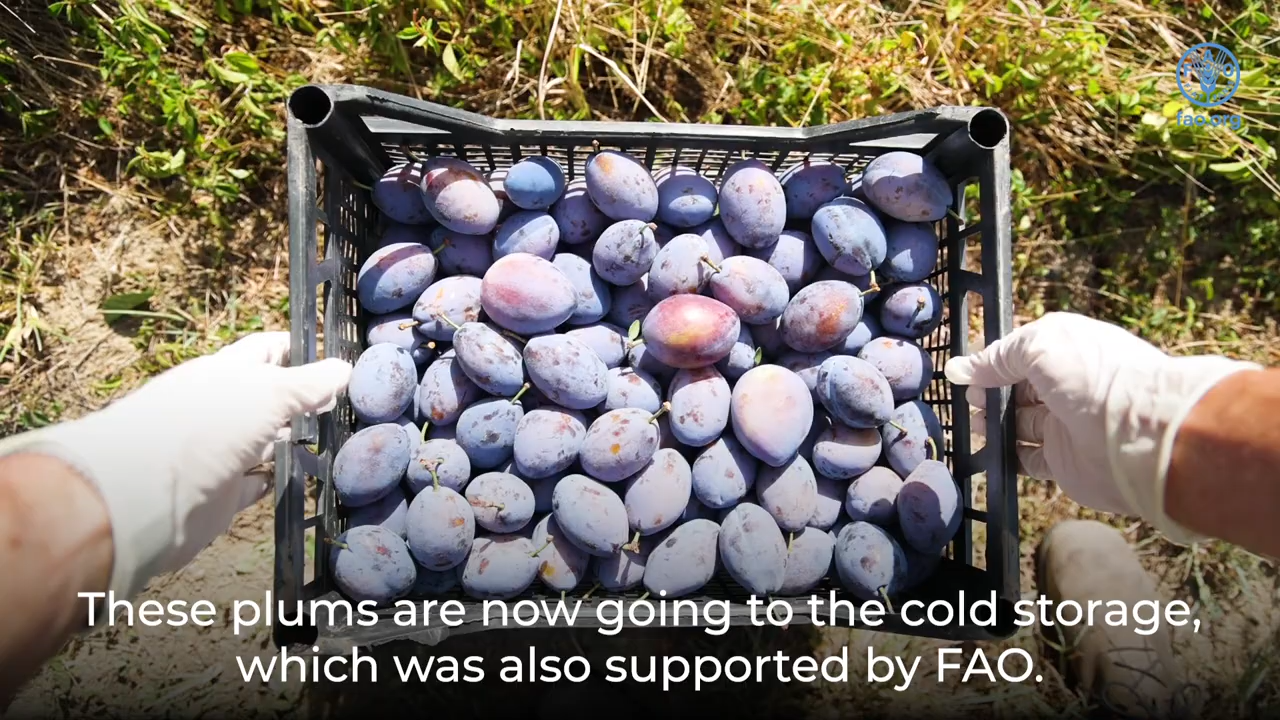 F A O
fao.org
These plums are now going to the cold storage,
which was also supported by FAO.